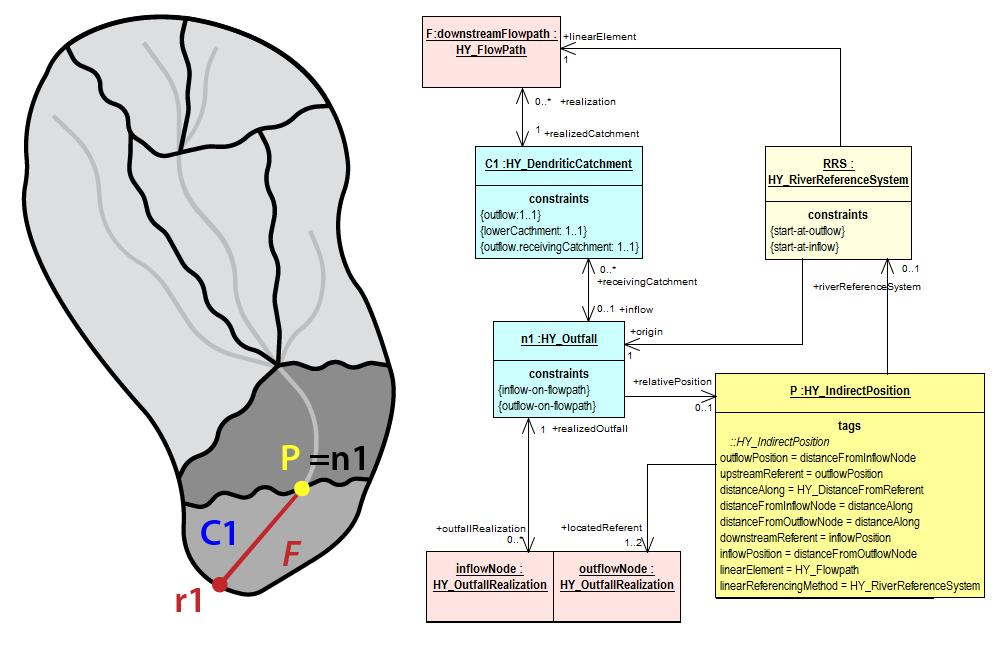 P =n1
C1
F
r1
F:downstreamFlowpath :
HY_FlowPath
+linearElement
1
0..* +realization
1 +realizedCatchment
C1 :HY_DendriticCatchment
constraints
{outflow:1..1}
{lowerCacthment: 1..1}
{outflow.receivingCatchment: 1..1}
RRS :
HY_RiverReferenceSystem
constraints
{start-at-outflow}
{start-at-inflow}
0..*
+receivingCatchment
0..1 +inflow
0..1
+riverReferenceSystem
n1 :HY_Outfall
constraints
{inflow-on-flowpath}
{outflow-on-flowpath}
+origin
1
+relativePosition
0..1
1 +realizedOutfall
P :HY_IndirectPosition
tags
::HY_IndirectPosition
outflowPosition = distanceFromInflowNode
upstreamReferent = outflowPosition
distanceAlong = HY_DistanceFromReferent
distanceFromInflowNode = distanceAlong
distanceFromOutflowNode = distanceAlong
downstreamReferent = inflowPosition
inflowPosition = distanceFromOutflowNode
linearElement = HY_Flowpath
linearReferencingMethod = HY_RiverReferenceSystem
+outfallRealization
0..*
+locatedReferent
1..2
inflowNode :
HY_OutfallRealization
outflowNode :
HY_OutfallRealization